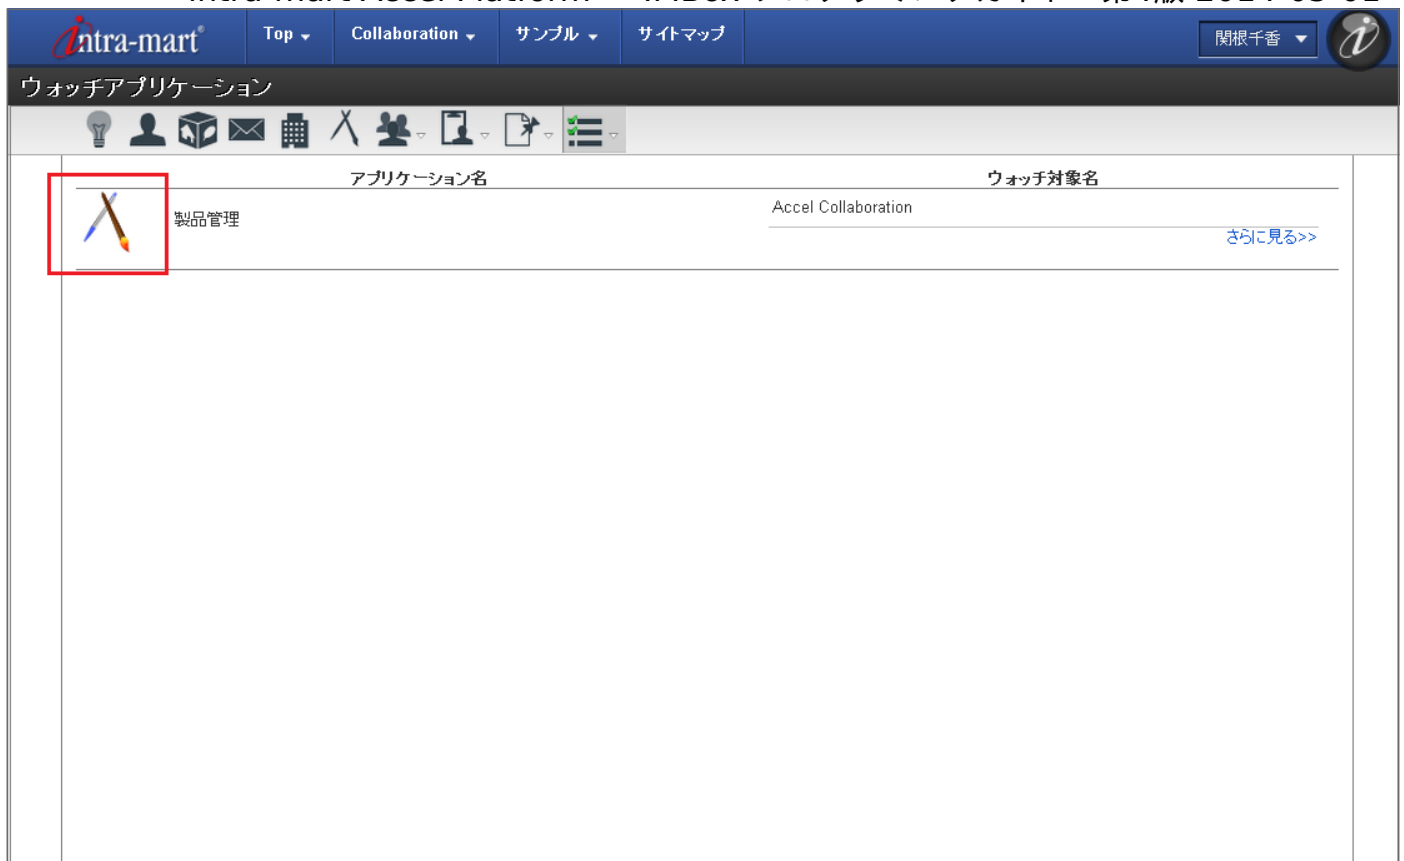 intra-mart Top Collaboration サンプル サイトマップ 関根千香
ウォッチアプリケーション
アプリケーション名 ウォッチ対象名
製品管理 Accel Collaboration
さらに見る>>